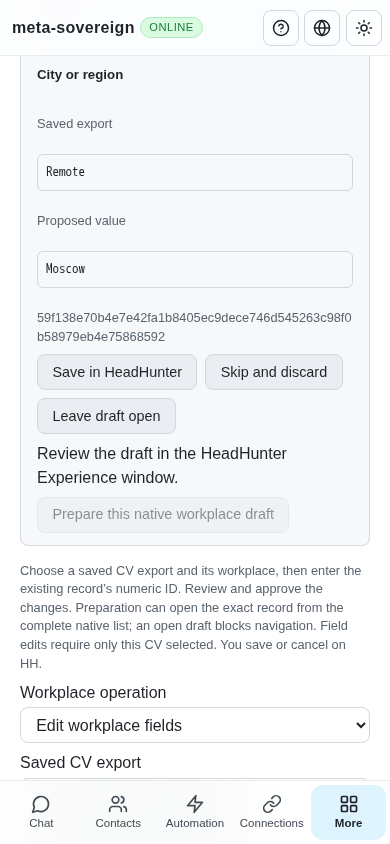 meta-sovereign ONLINE
City or region
Saved export
Remote
Proposed value
Moscow
59f138e70b4e7e42fa1b8405ec9dece746d545263c98f0
b58979eb4e75868592
Save in HeadHunter Skip and discard
Leave draft open
Review the draft in the HeadHunter
Experience window.
Prepare this native workplace draft
Choose a saved CV export and its workplace, then enter the
existing record's numeric ID. Review and approve the
changes. Preparation can open the exact record from the
complete native list; an open draft blocks navigation. Field
edits require only this CV selected. You save or cancel on
HH.
Workplace operation
Edit workplace fields
Saved CV export
Chat Contacts Automation Connections More